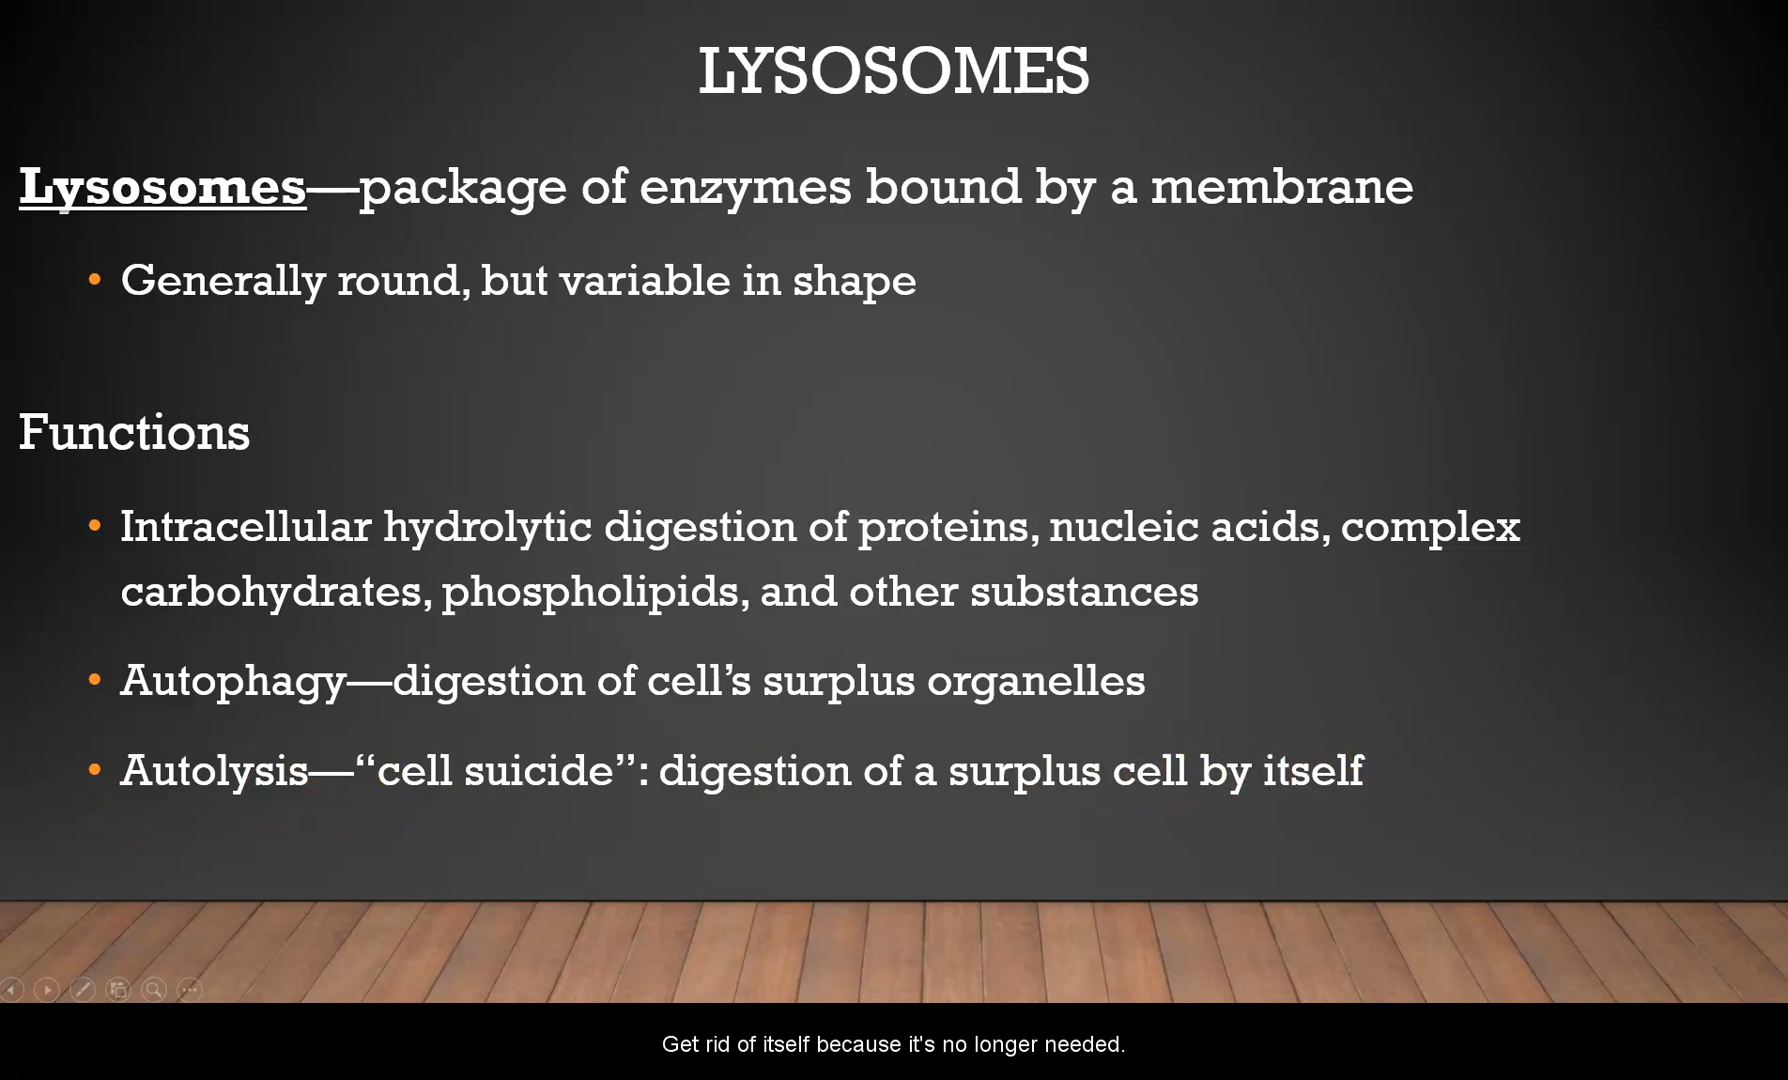 LYSOSOMES
Lysosomes—package of enzymes bound by a membrane
• Generally round, but variable in shape
Functions
• Intracellular hydrolytic digestion of proteins, nucleic acids, complex
carbohydrates, phospholipids, and other substances
• Autophagy—digestion of cell’s surplus organelles
• Autolysis—“cell suicide”: digestion of a surplus cell by itself
Get rid of itself because it's no longer needed.